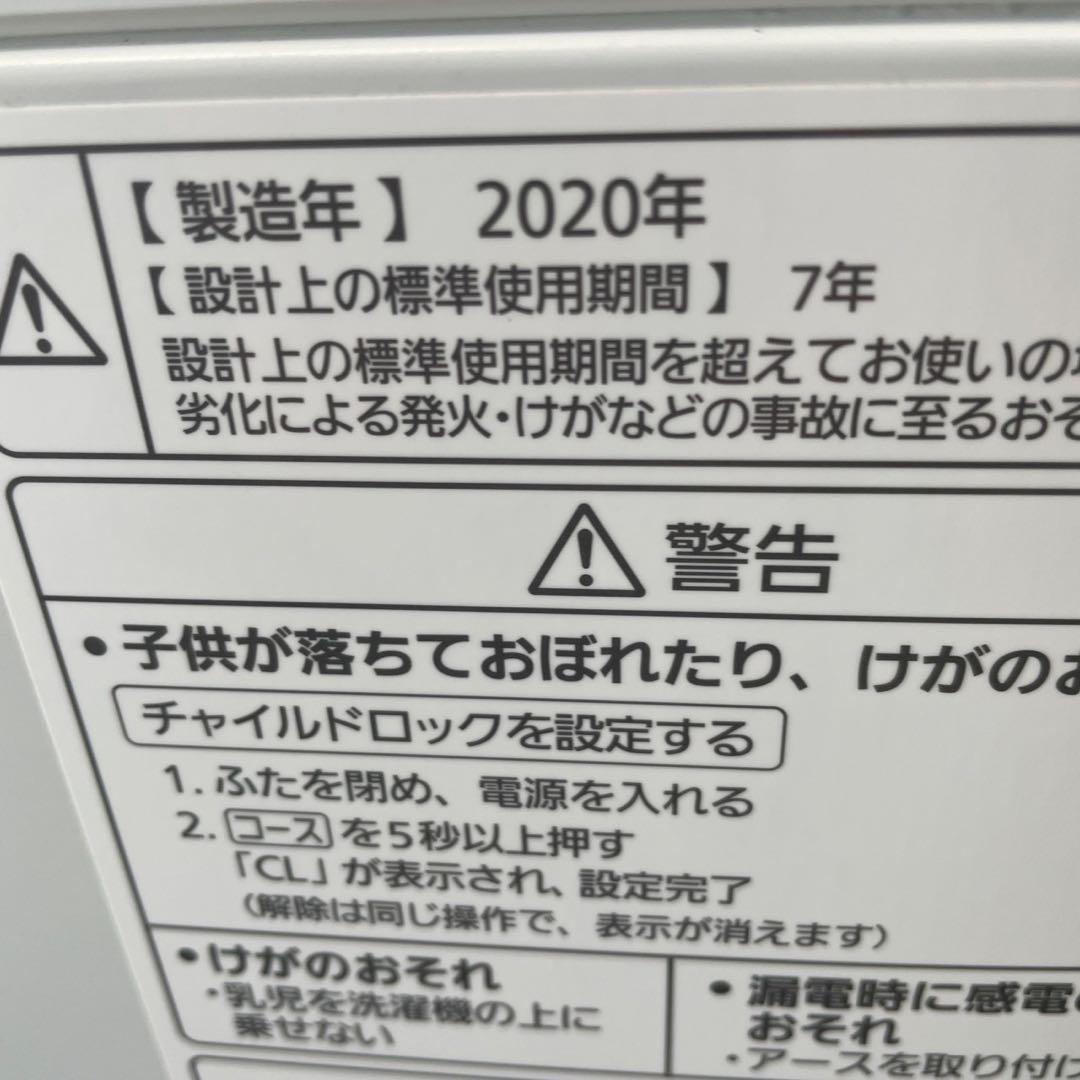 【製造年】 2020年
【設計上の標準使用期間】 7年
設計上の標準使用期間を超えてお使いの
劣化による発火・けがなどの事故に至るおそ
警告
・子供が落ちておぼれたり、けがのお
チャイルドロックを設定する
1. ふたを閉め、電源を入れる
2. コースを5秒以上押す
「CL」が表示され、設定完了
（解除は同じ操作で、表示が消えます）
・けがのおそれ
・乳児を洗濯機の上に
乗せない
・漏電時に感電の
おそれ
・アースを取り付け